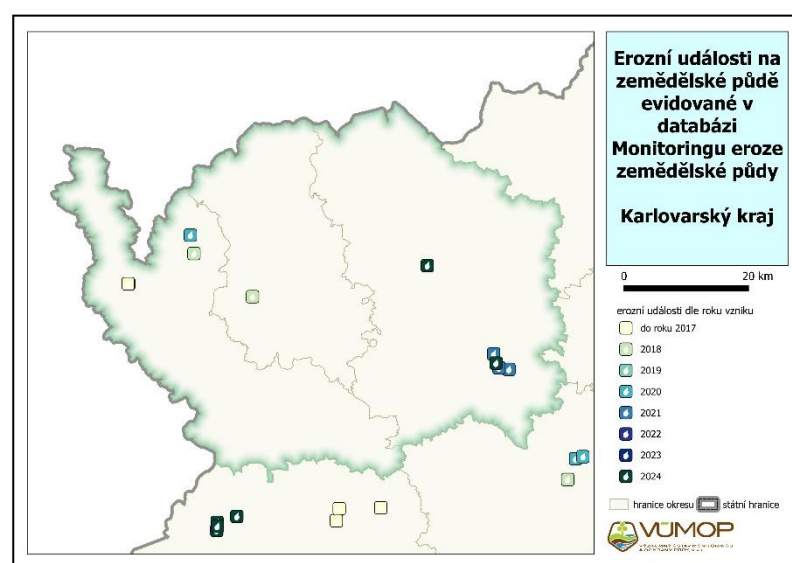 Erozní události na
zemědělské půdě
evidované v
databázi
Monitoringu eroze
zemědělské půdy
Karlovarský kraj
0 20 km
erozní události dle roku vzniku
do roku 2017
2018
2019
2020
2021
2022
2023
2024
hranice okresu státní hranice
VÚMOP